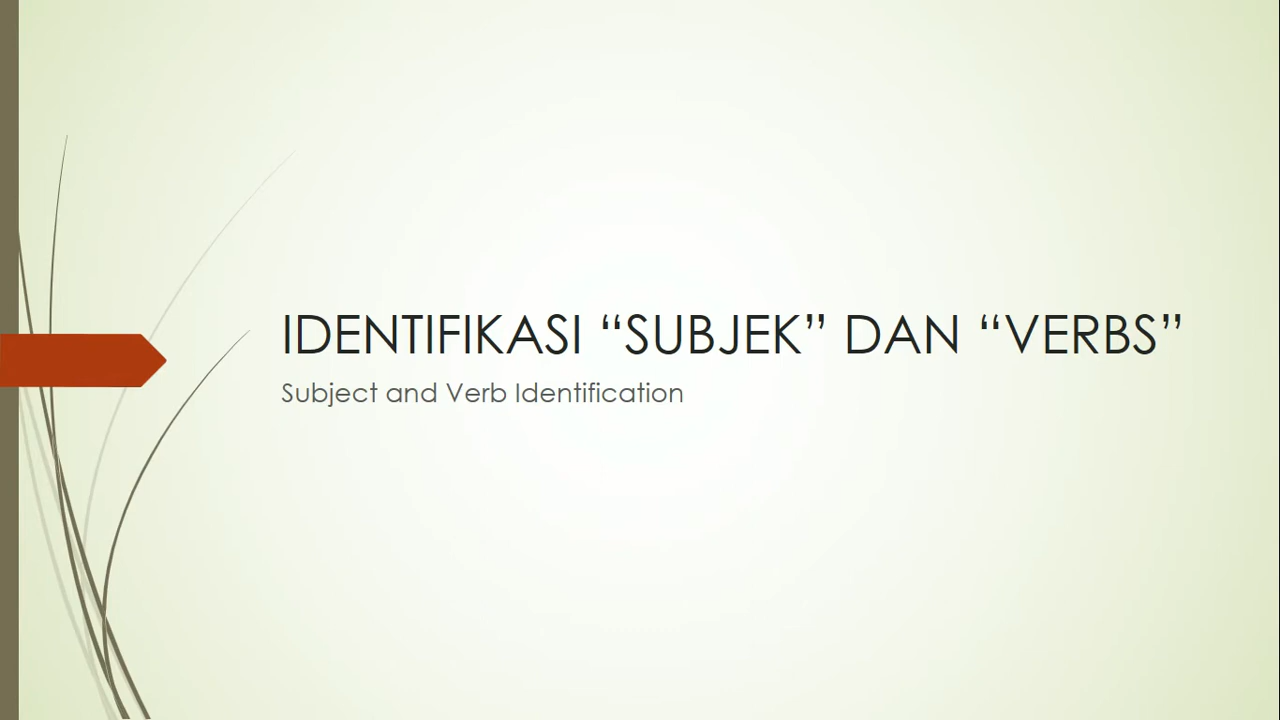 IDENTIFIKASI “SUBJEK” DAN “VERBS”
Subject and Verb Identification